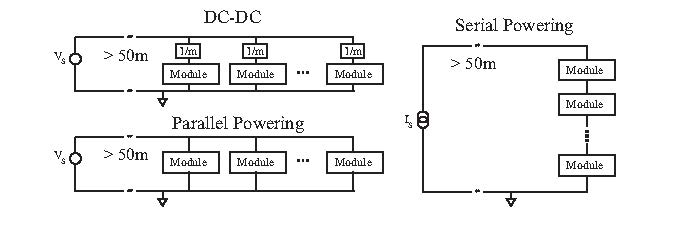 DC-DC
Vs
> 50m
1/m
1/m
1/m
Module
Module
...
Module
Parallel Powering
Vs
> 50m
Module
Module
...
Module
Serial Powering
> 50m
Is
Module
Module
Module